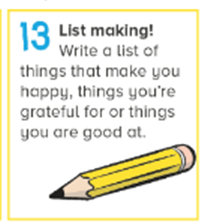 13 List making!
Write a list of
things that make you
happy, things you're
grateful for or things
you are good at.